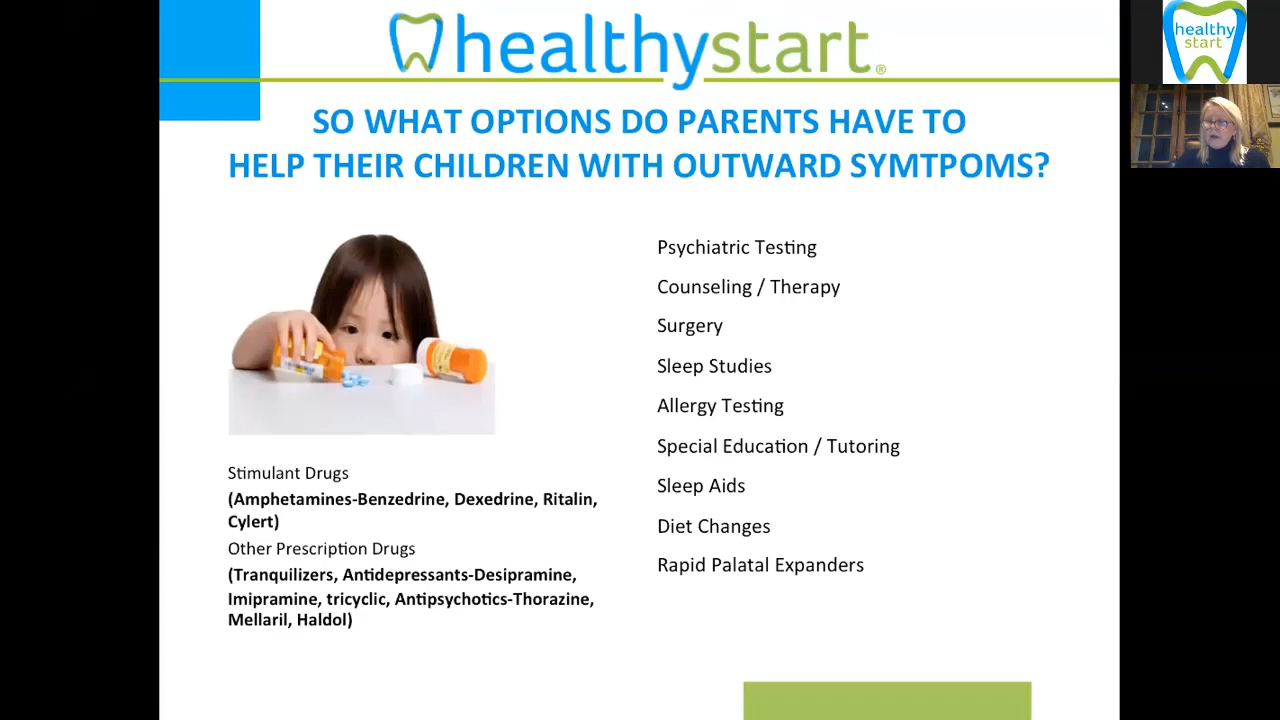 healthystart®
SO WHAT OPTIONS DO PARENTS HAVE TO
HELP THEIR CHILDREN WITH OUTWARD SYMTPOMS?
Stimulant Drugs
(Amphetamines-Benzedrine, Dexedrine, Ritalin,
Cylert)
Other Prescription Drugs
(Tranquilizers, Antidepressants-Desipramine,
Imipramine, tricyclic, Antipsychotics-Thorazine,
Mellaril, Haldol)
Psychiatric Testing
Counseling / Therapy
Surgery
Sleep Studies
Allergy Testing
Special Education / Tutoring
Sleep Aids
Diet Changes
Rapid Palatal Expanders
healthy
start